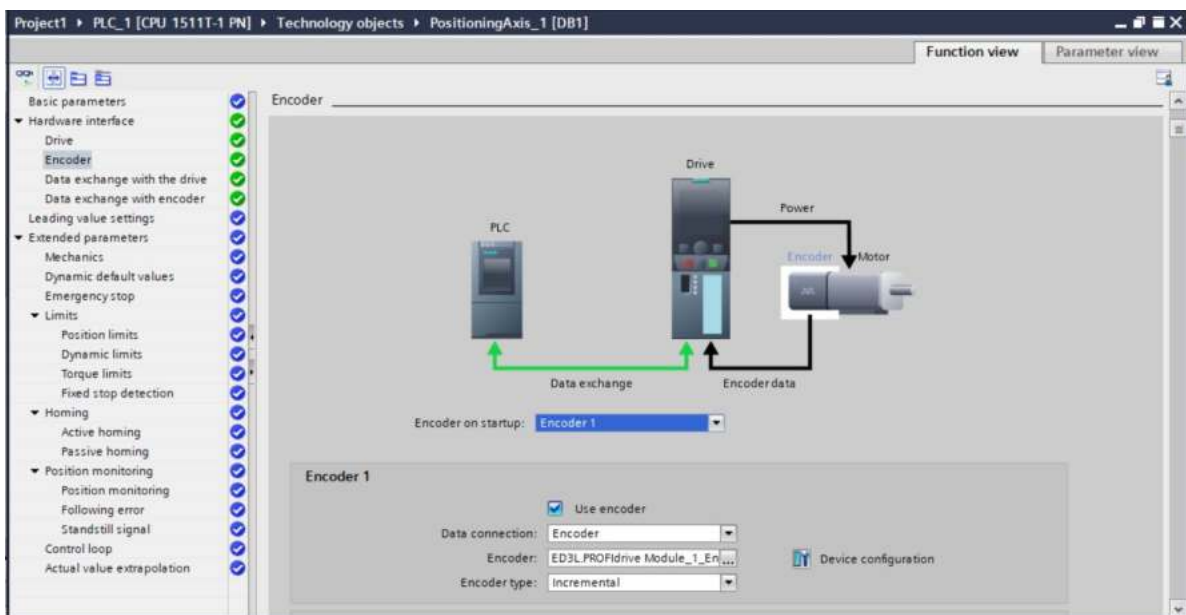 Project1 ▸ PLC_1 [CPU 1511T-1 PN] ▸ Technology objects ▸ PositioningAxis_1 [DB1]
Function view
Parameter view
Basic parameters
Hardware interface
Drive
Encoder
Data exchange with the drive
Data exchange with encoder
Leading value settings
Extended parameters
Mechanics
Dynamic default values
Emergency stop
Limits
Position limits
Dynamic limits
Torque limits
Fixed stop detection
Homing
Active homing
Passive homing
Position monitoring
Position monitoring
Following error
Standstill signal
Control loop
Actual value extrapolation
Encoder
Drive
Power
PLC
Encoder
Motor
Data exchange
Encoder data
Encoder on startup: Encoder 1
Encoder 1
Use encoder
Data connection: Encoder
Encoder: ED3L.PROFIdrive Module_1_En ...
Device configuration
Encoder type: Incremental